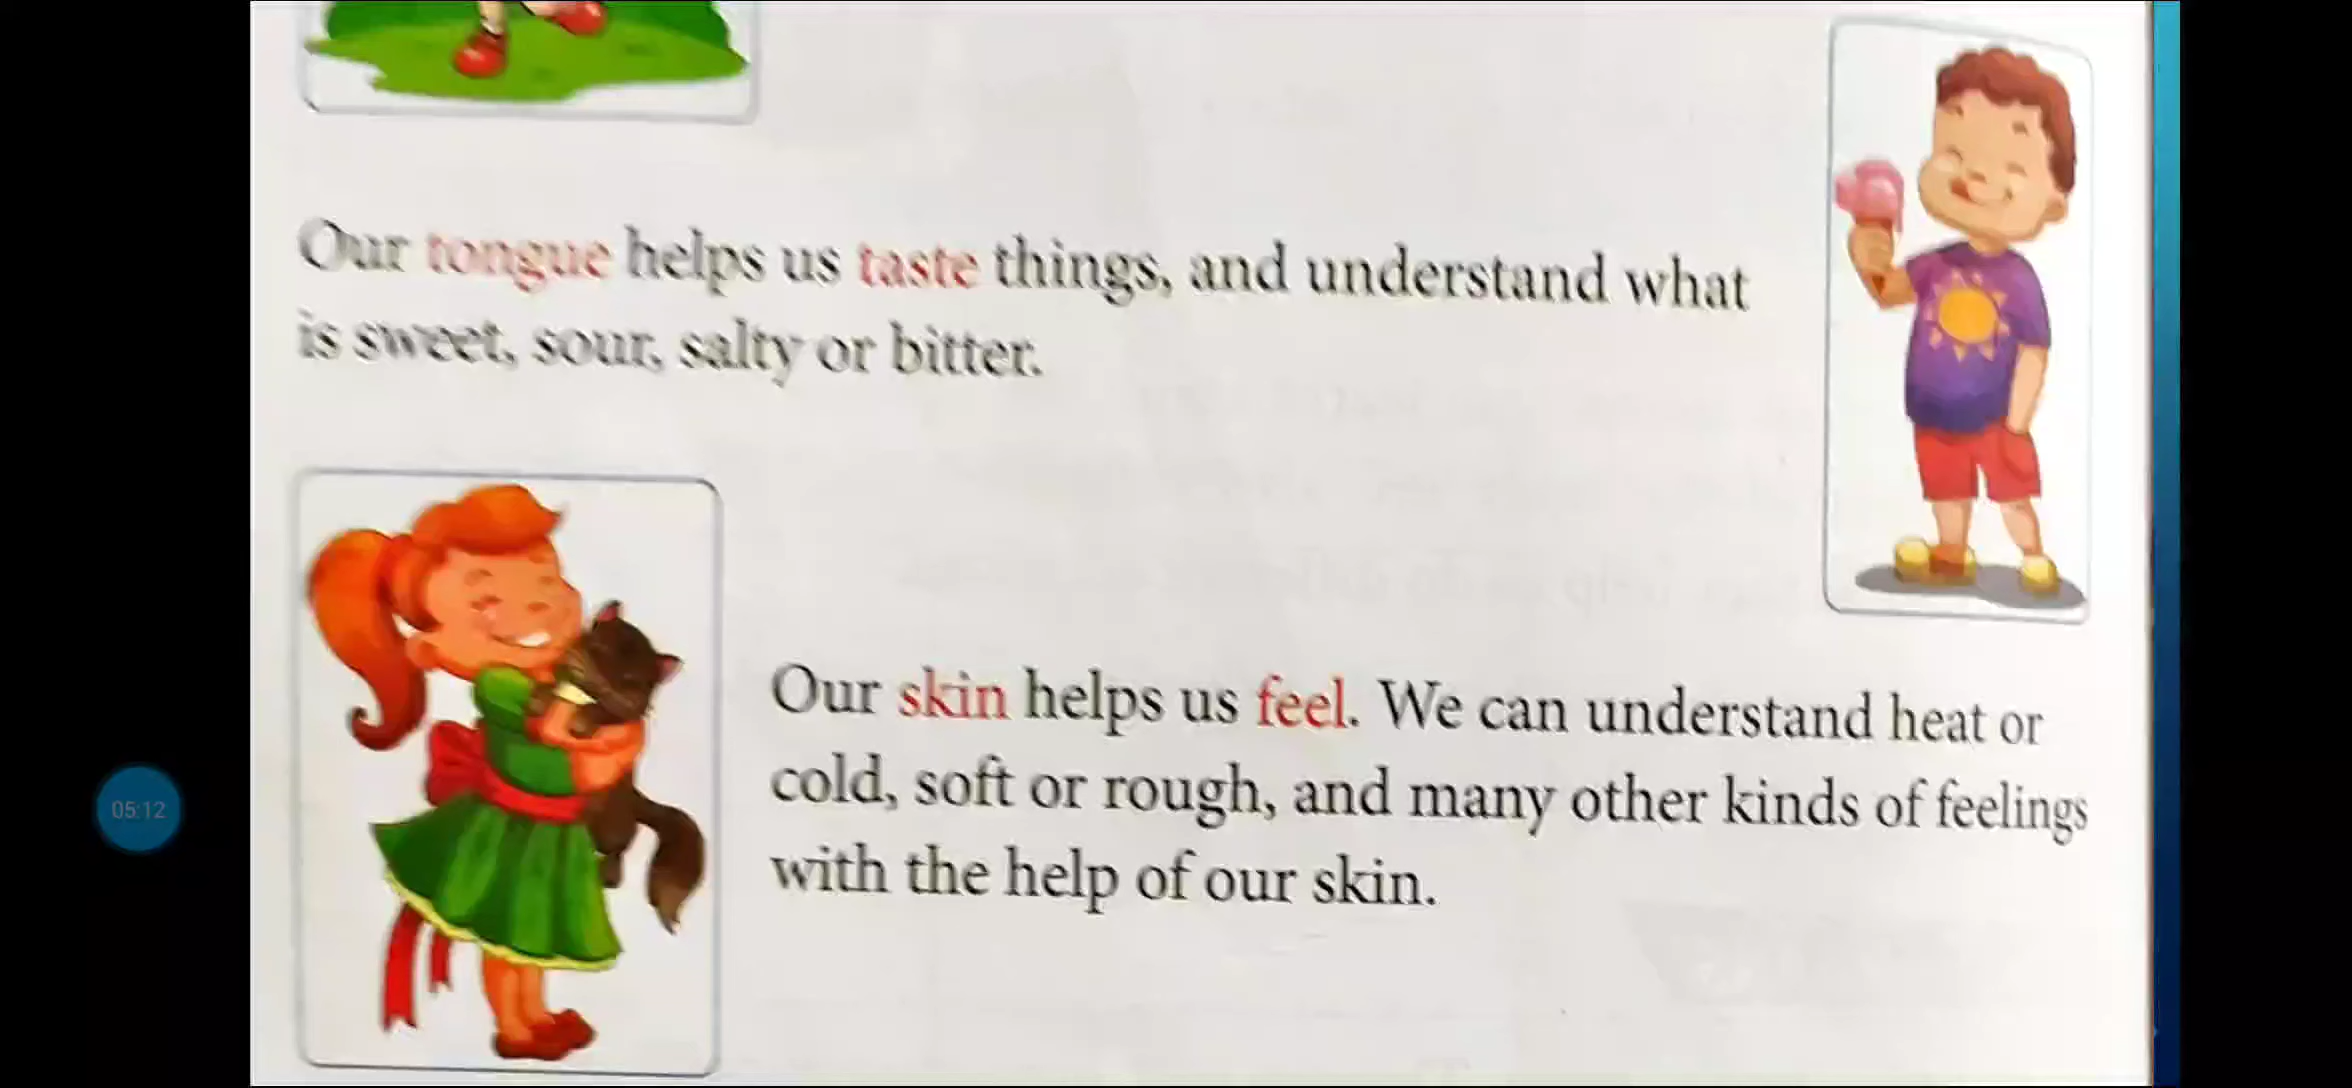 Our tongue helps us taste things, and understand what
is sweet, sour, salty or bitter.
Our skin helps us feel. We can understand heat or
cold, soft or rough, and many other kinds of feelings
with the help of our skin.
05:12